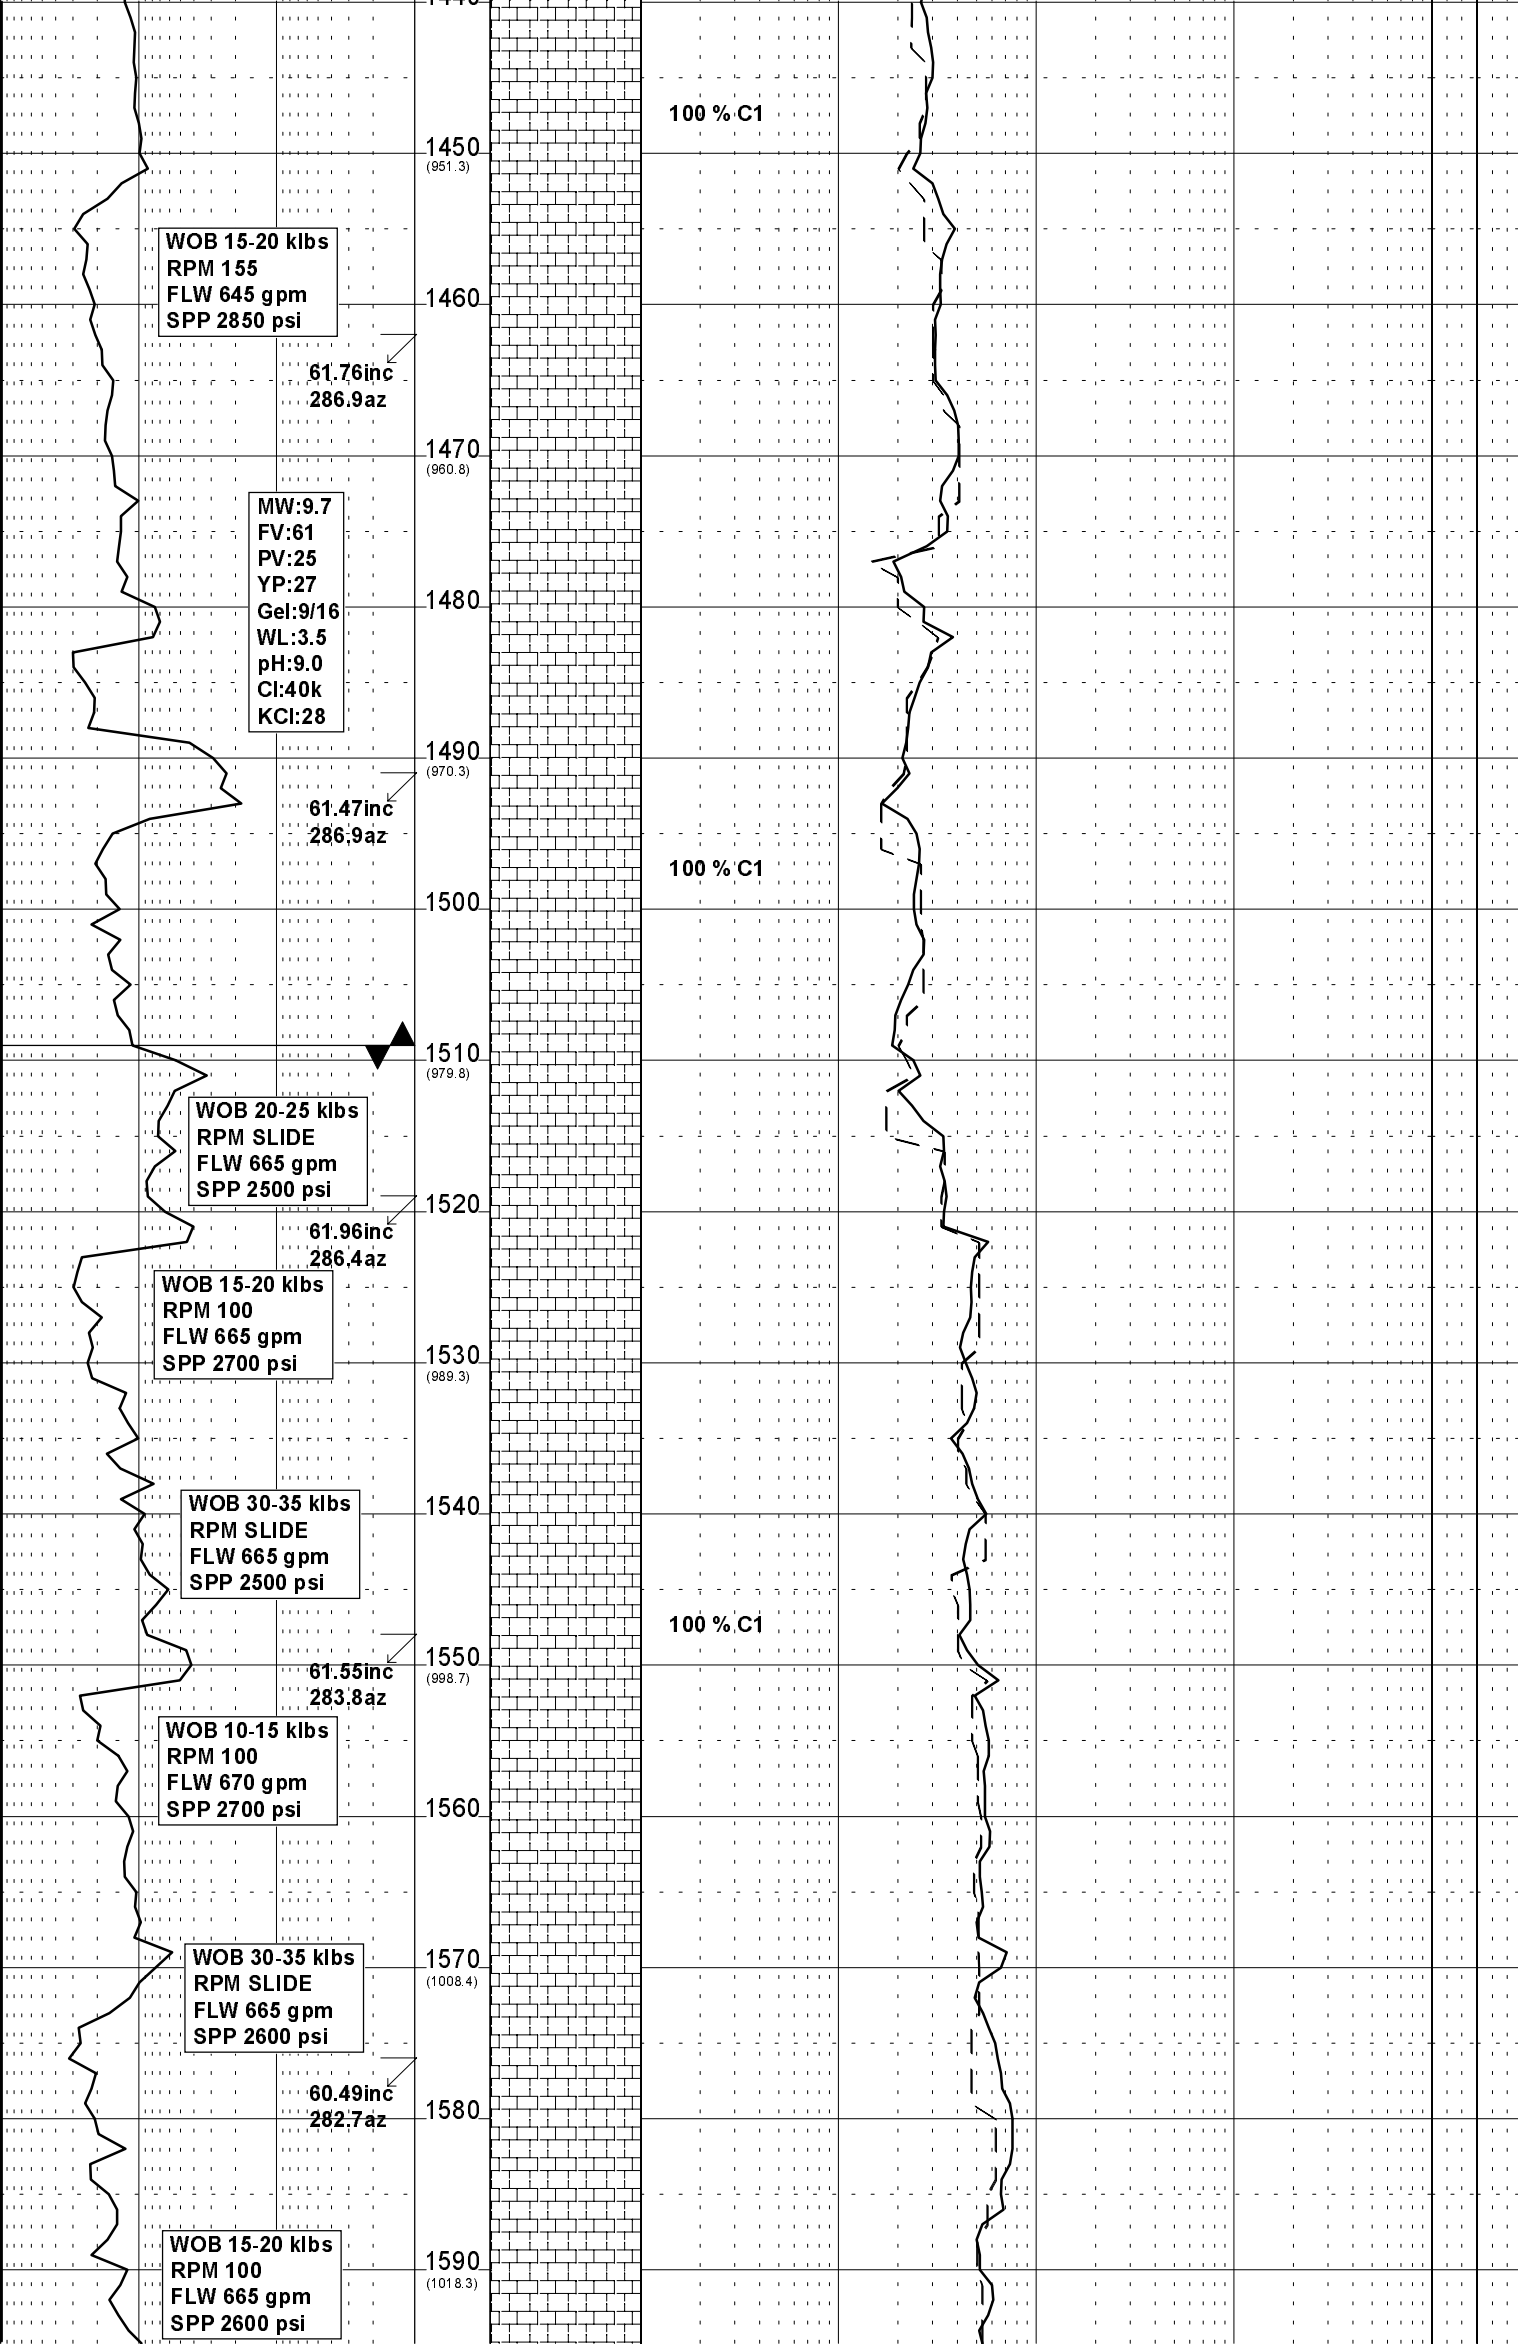 100 % C1
1450
(951.3)
WOB 15-20 klbs
RPM 155
FLW 645 gpm
SPP 2850 psi
1460
61.76inc
286.9az
1470
(960.8)
MW:9.7
FV:61
PV:25
YP:27
Gel:9/16
WL:3.5
pH:9.0
Cl:40k
KCl:28
1480
1490
(970.3)
61.47inc
286.9az
100 % C1
1500
1510
(979.8)
WOB 20-25 klbs
RPM SLIDE
FLW 665 gpm
SPP 2500 psi
1520
61.96inc
286.4az
WOB 15-20 klbs
RPM 100
FLW 665 gpm
SPP 2700 psi
1530
(989.3)
WOB 30-35 klbs
RPM SLIDE
FLW 665 gpm
SPP 2500 psi
1540
100 % C1
1550
(998.7)
61.55inc
283.8az
WOB 10-15 klbs
RPM 100
FLW 670 gpm
SPP 2700 psi
1560
WOB 30-35 klbs
RPM SLIDE
FLW 665 gpm
SPP 2600 psi
1570
(1008.4)
60.49inc
282.7az
1580
WOB 15-20 klbs
RPM 100
FLW 665 gpm
SPP 2600 psi
1590
(1018.3)